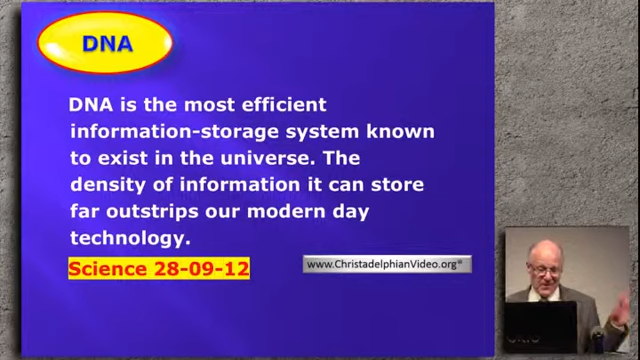 DNA
DNA is the most efficient
information-storage system known
to exist in the universe. The
density of information it can store
far outstrips our modern day
technology.
Science 28-09-12
www.ChristadelphianVideo.org®